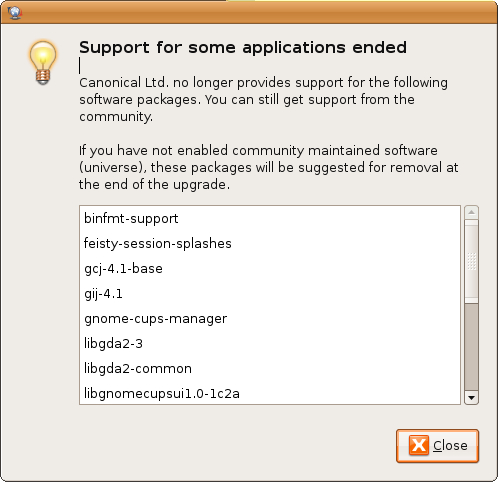 Support for some applications ended
Canonical Ltd. no longer provides support for the following
software packages. You can still get support from the
community.
If you have not enabled community maintained software
(universe), these packages will be suggested for removal at
the end of the upgrade.
binfmt-support
feisty-session-splashes
gcj-4.1-base
gij-4.1
gnome-cups-manager
libgda2-3
libgda2-common
libgnomecupsui1.0-1c2a
Close